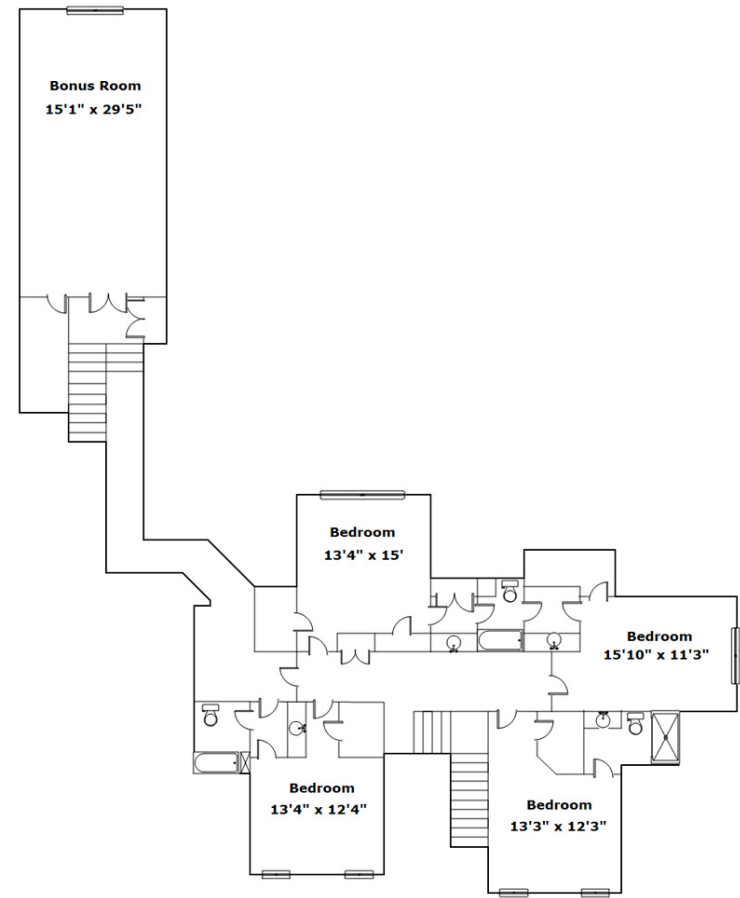 Bonus Room
15'1" x 29'5"
Bedroom
13'4" x 15'
Bedroom
15'10" x 11'3"
Bedroom
13'4" x 12'4"
Bedroom
13'3" x 12'3"